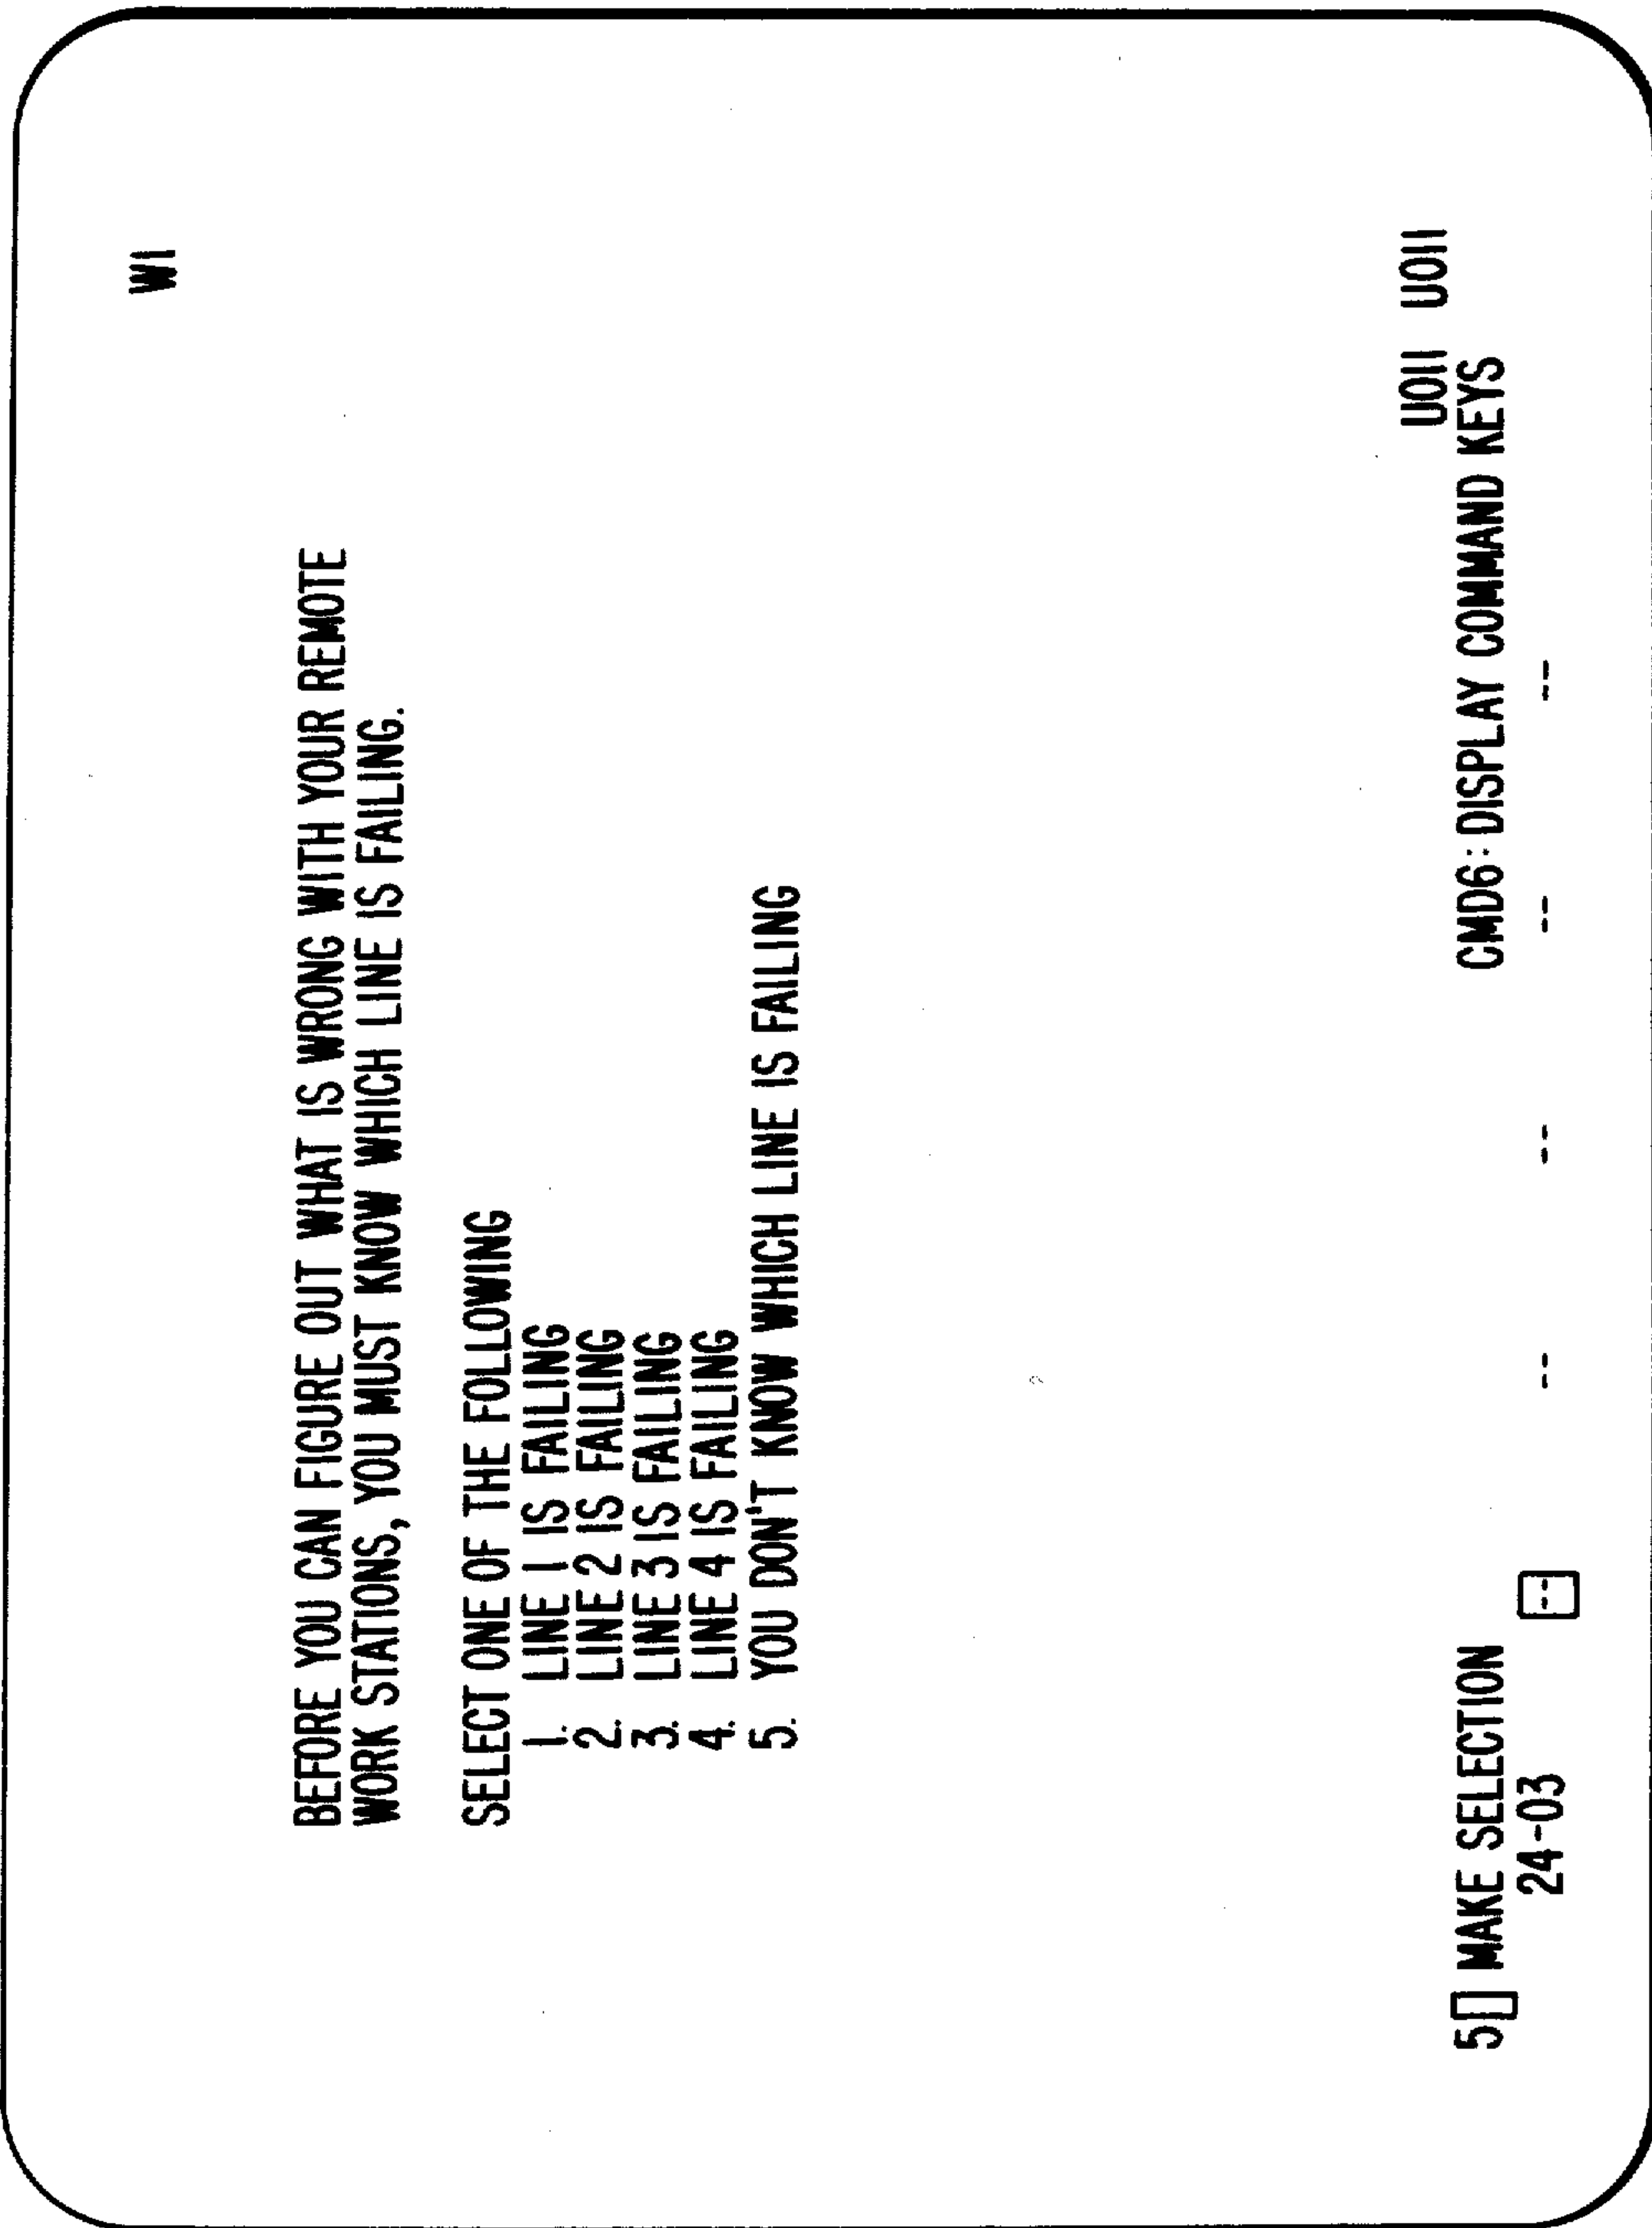 W1
BEFORE YOU CAN FIGURE OUT WHAT IS WRONG WITH YOUR REMOTE
WORK STATIONS, YOU MUST KNOW WHICH LINE IS FAILING.
SELECT ONE OF THE FOLLOWING
1. LINE 1 IS FAILING
2. LINE 2 IS FAILING
3. LINE 3 IS FAILING
4. LINE 4 IS FAILING
5. YOU DON'T KNOW WHICH LINE IS FAILING
U011 U011
5 MAKE SELECTION CMD6: DISPLAY COMMAND KEYS
24-03 -- -- -- -- --